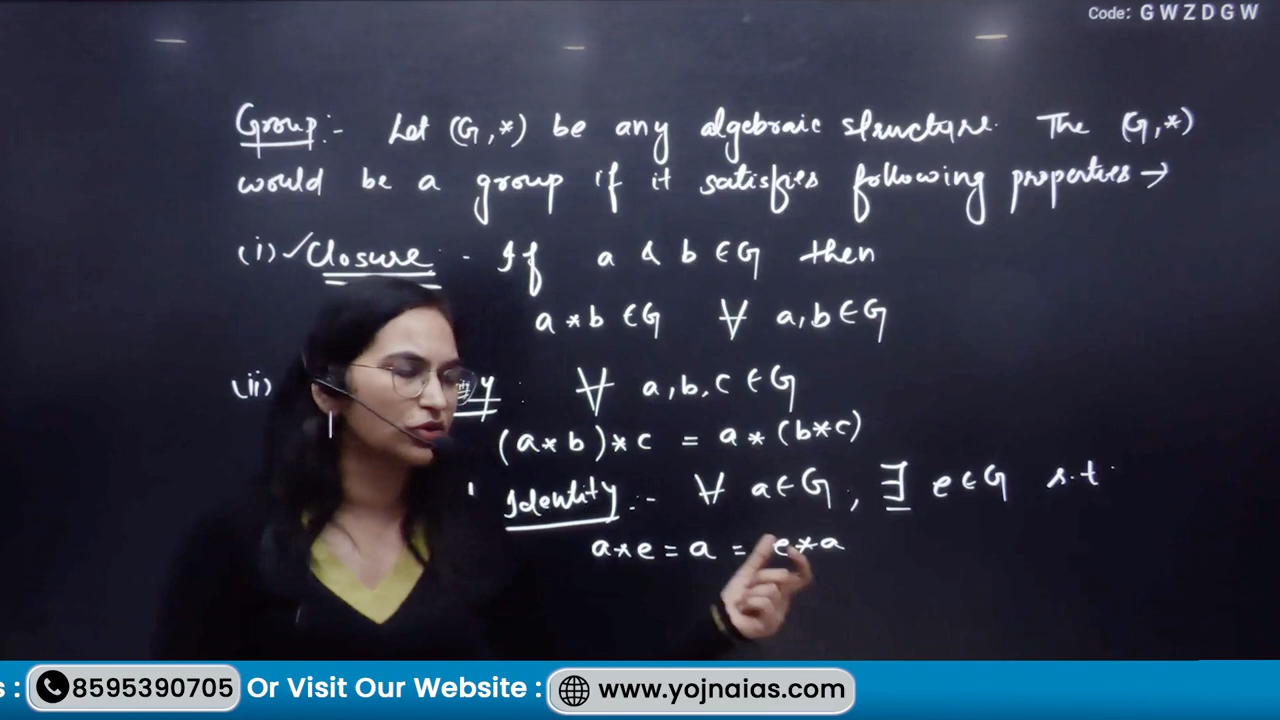 Code: G W Z D G W
Group:- Let (G,*) be any algebraic structure. The (G,*)
would be a group if it satisfies following properties →
(i) ✓Closure - If a & b ∈ G then
a * b ∈ G ∀ a,b ∈ G
(ii) : ∀ a,b,c ∈ G
(a * b) * c = a * (b * c)
Identity :- ∀ a ∈ G, ∃ e ∈ G s.t.
a * e = a = e * a
s : 8595390705 Or Visit Our Website : www.yojnaias.com